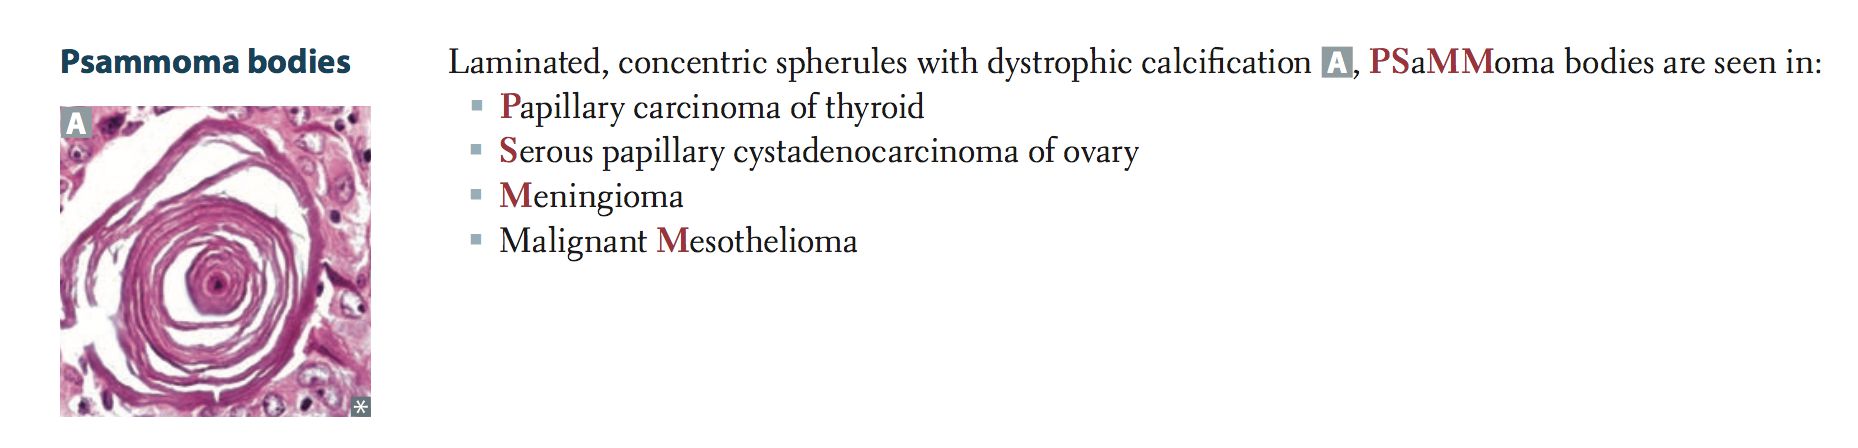 Psammoma bodies
A
*
Laminated, concentric spherules with dystrophic calcification A, PSaMMoma bodies are seen in:
▪ Papillary carcinoma of thyroid
▪ Serous papillary cystadenocarcinoma of ovary
▪ Meningioma
▪ Malignant Mesothelioma